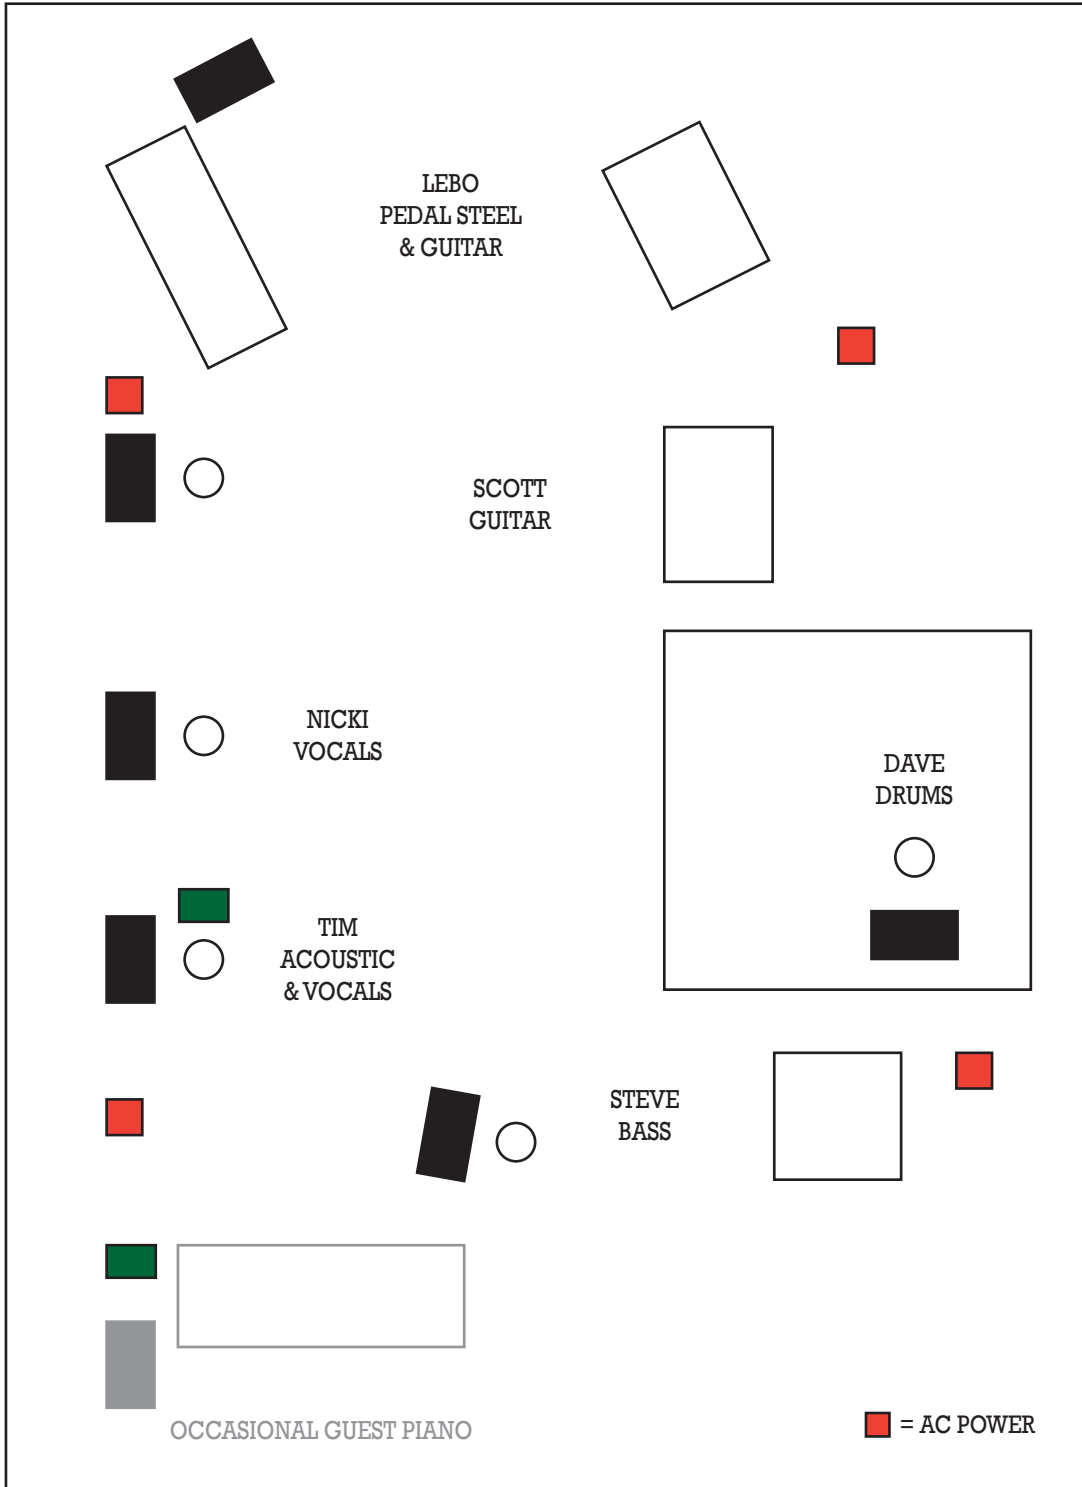 LEBO
PEDAL STEEL
& GUITAR
SCOTT
GUITAR
NICKI
VOCALS
DAVE
DRUMS
TIM
ACOUSTIC
& VOCALS
STEVE
BASS
OCCASIONAL GUEST PIANO
= AC POWER